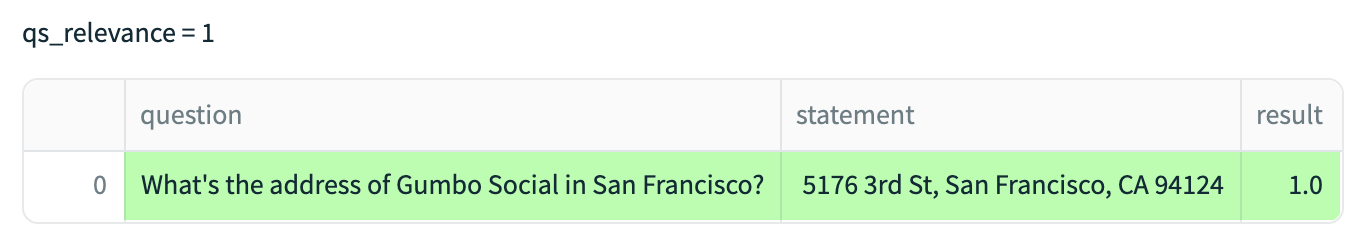 qs_relevance = 1
question statement result
0 What's the address of Gumbo Social in San Francisco? 5176 3rd St, San Francisco, CA 94124 1.0